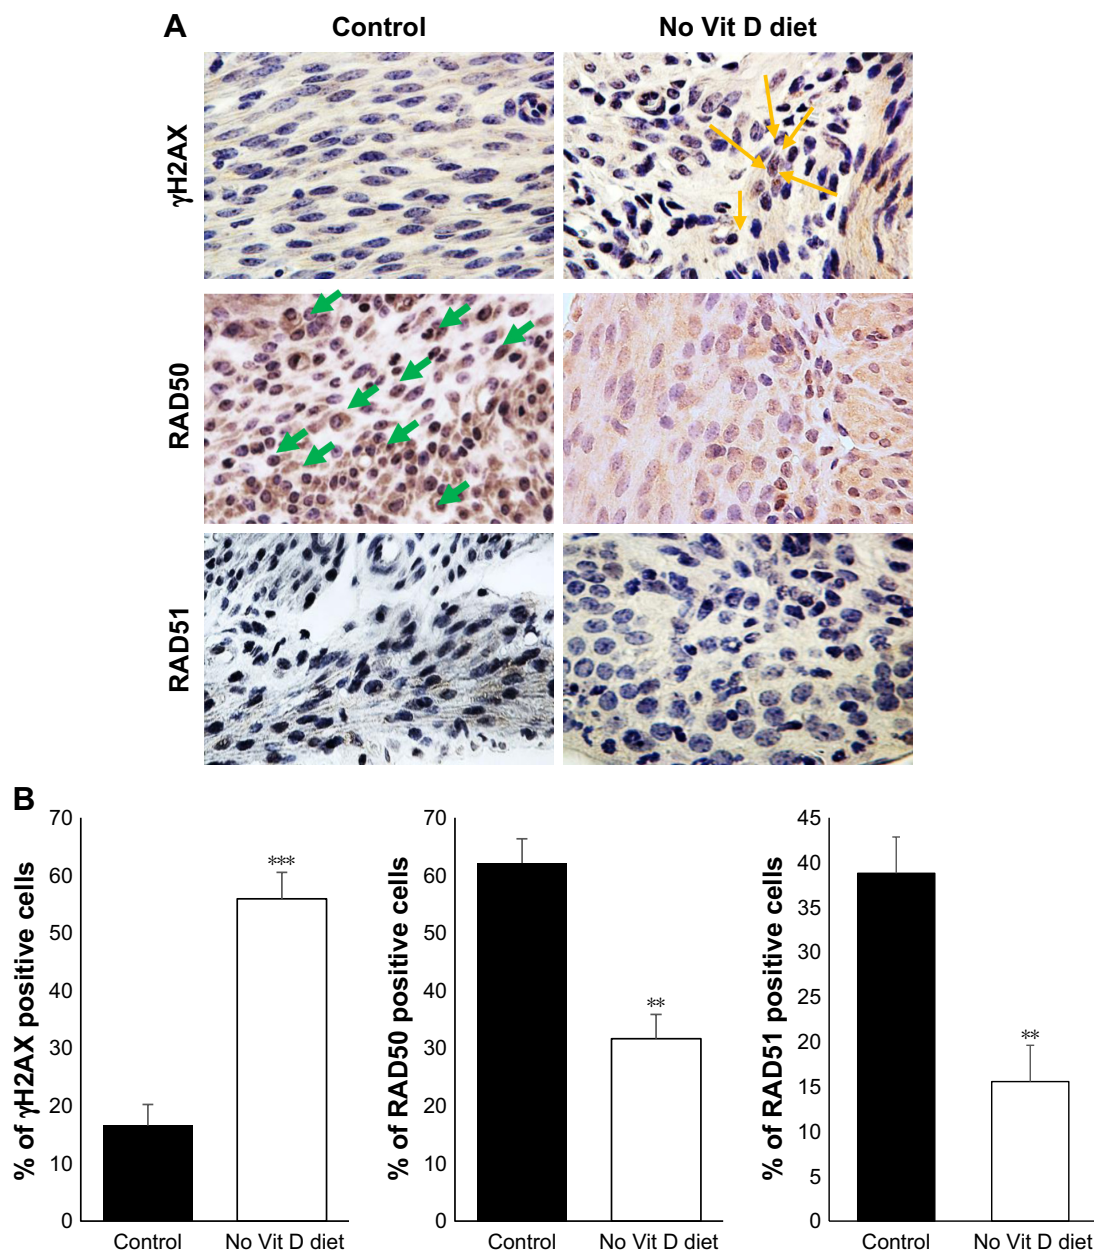 A
Control
No Vit D diet
γH2AX
RAD50
RAD51
B
% of γH2AX positive cells
70
60
50
40
30
20
10
0
***
Control
No Vit D diet
% of RAD50 positive cells
70
60
50
40
30
20
10
0
**
Control
No Vit D diet
% of RAD51 positive cells
45
40
35
30
25
20
15
10
5
0
**
Control
No Vit D diet